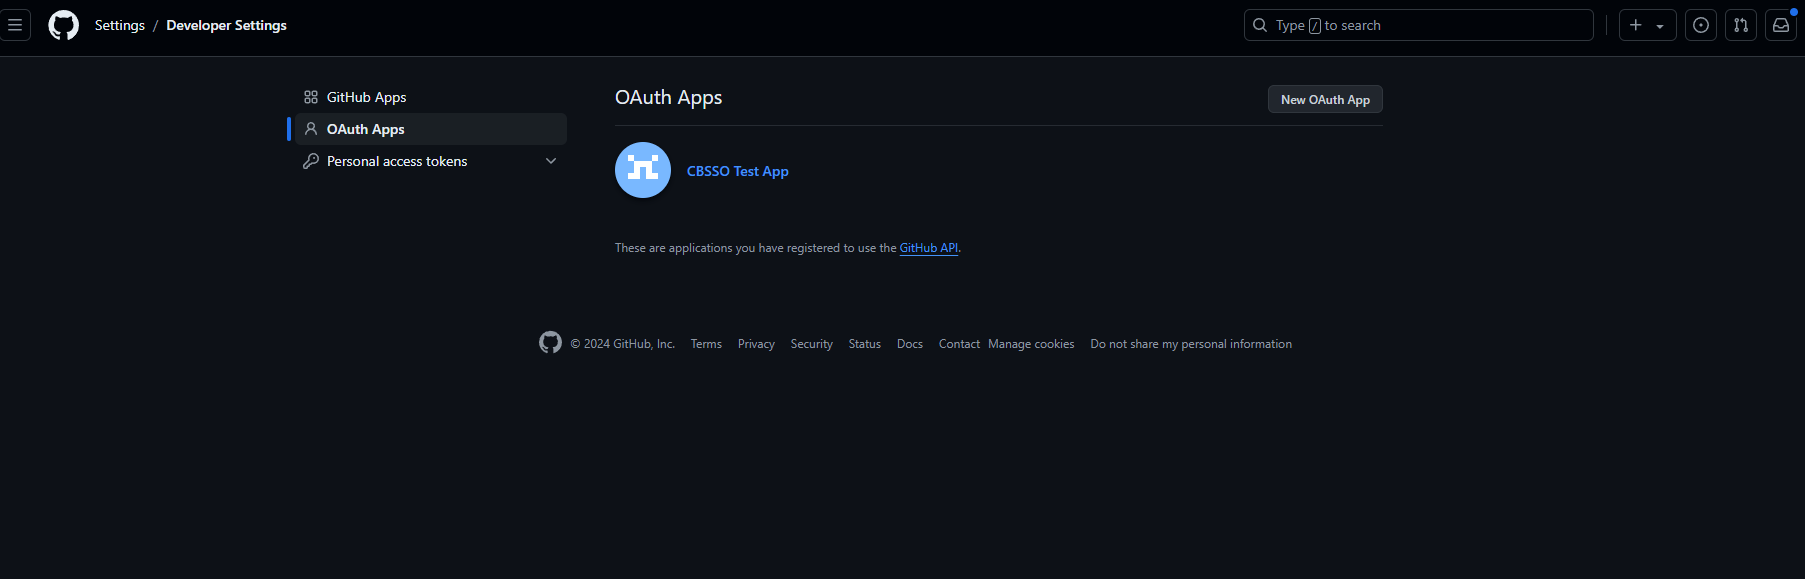 Settings / Developer Settings
Type / to search
GitHub Apps
OAuth Apps
Personal access tokens
OAuth Apps
New OAuth App
CBSSO Test App
These are applications you have registered to use the GitHub API.
© 2024 GitHub, Inc. Terms Privacy Security Status Docs Contact Manage cookies Do not share my personal information